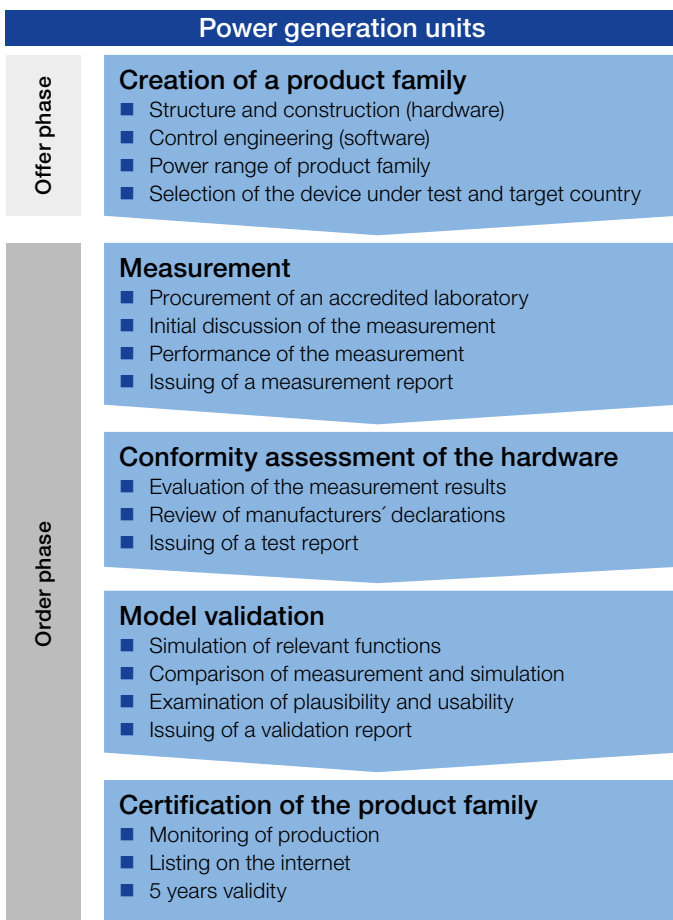 Power generation units
Offer phase
Creation of a product family
■ Structure and construction (hardware)
■ Control engineering (software)
■ Power range of product family
■ Selection of the device under test and target country
Order phase
Measurement
■ Procurement of an accredited laboratory
■ Initial discussion of the measurement
■ Performance of the measurement
■ Issuing of a measurement report
Conformity assessment of the hardware
■ Evaluation of the measurement results
■ Review of manufacturers´ declarations
■ Issuing of a test report
Model validation
■ Simulation of relevant functions
■ Comparison of measurement and simulation
■ Examination of plausibility and usability
■ Issuing of a validation report
Certification of the product family
■ Monitoring of production
■ Listing on the internet
■ 5 years validity